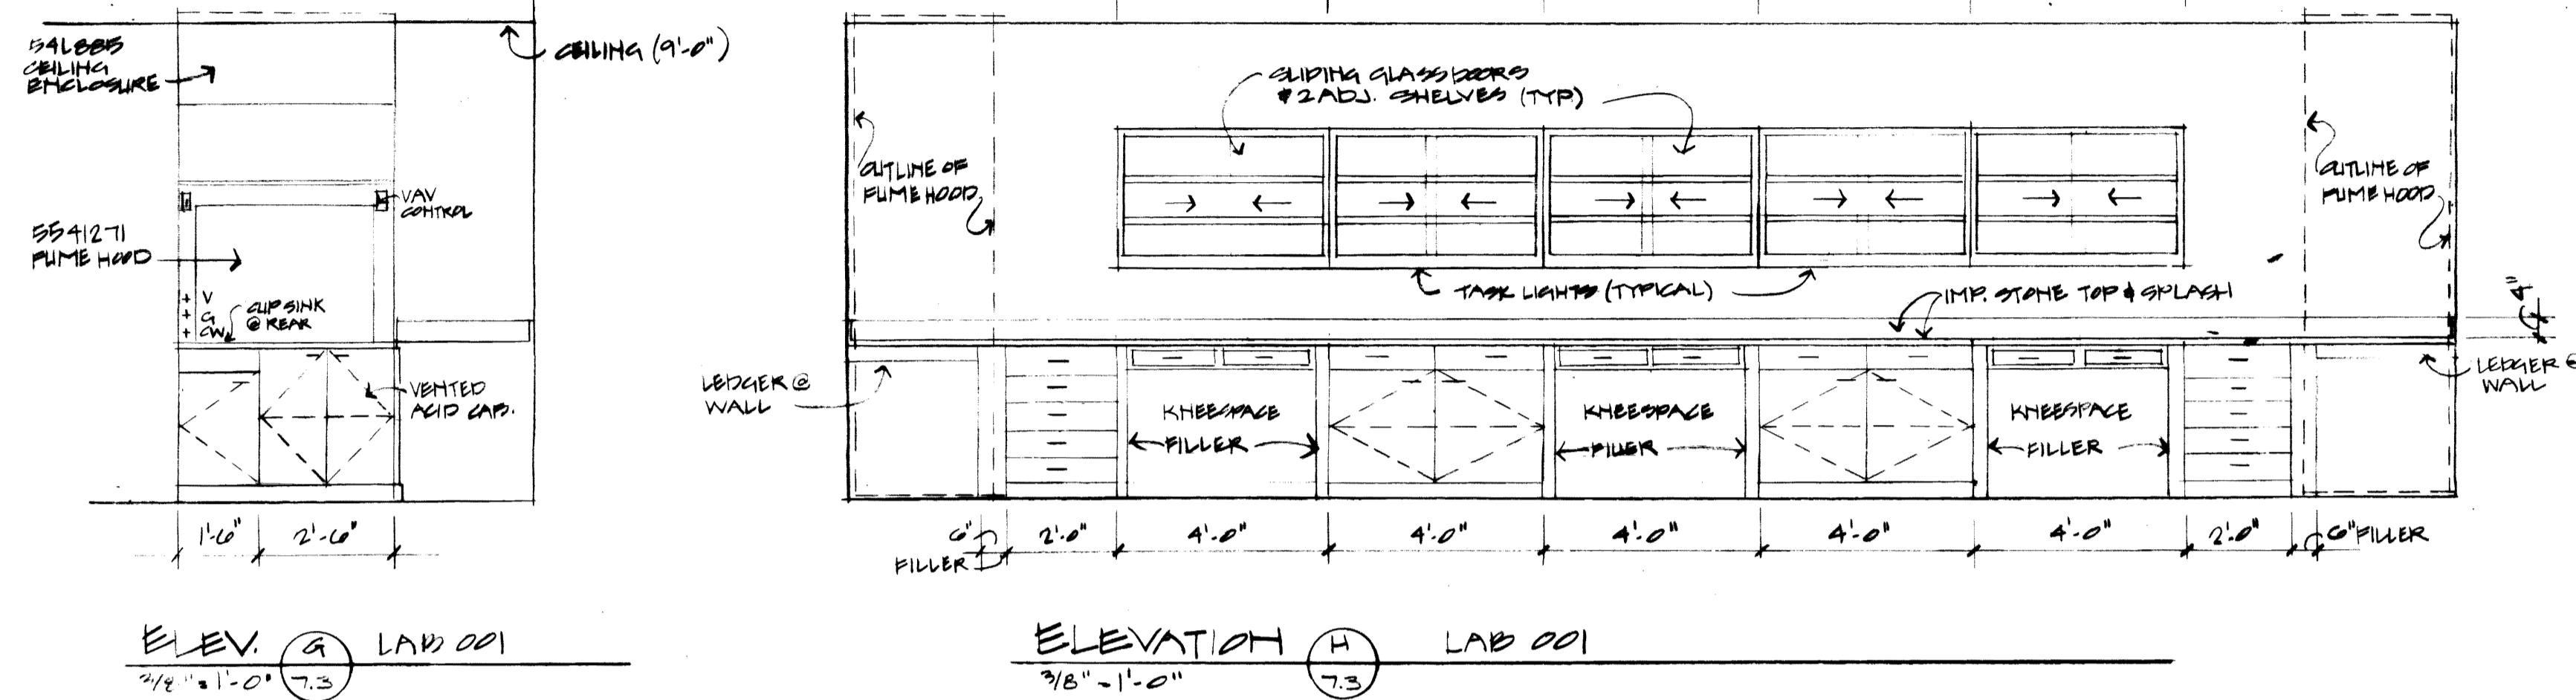 54L885
CEILING
ENCLOSURE
CEILING (9'-0")
VAV
CONTROL
5541271
FUME HOOD
V
G
CW
CUP SINK
@ REAR
VENTED
ACID CAB.
1'-6"
2'-6"
ELEV.
G
7.3
LAB 001
3/8" = 1'-0"
SLIDING GLASS DOORS
& 2 ADJ. SHELVES (TYP.)
OUTLINE OF
FUME HOOD
OUTLINE OF
FUME HOOD
TASK LIGHTS (TYPICAL)
IMP. STONE TOP & SPLASH
4"
LEDGER @
WALL
LEDGER @
WALL
KNEESPACE
FILLER
KNEESPACE
FILLER
KNEESPACE
FILLER
6"
FILLER
2'-0"
4'-0"
4'-0"
4'-0"
4'-0"
4'-0"
2'-0"
6" FILLER
ELEVATION
H
7.3
LAB 001
3/8" = 1'-0"